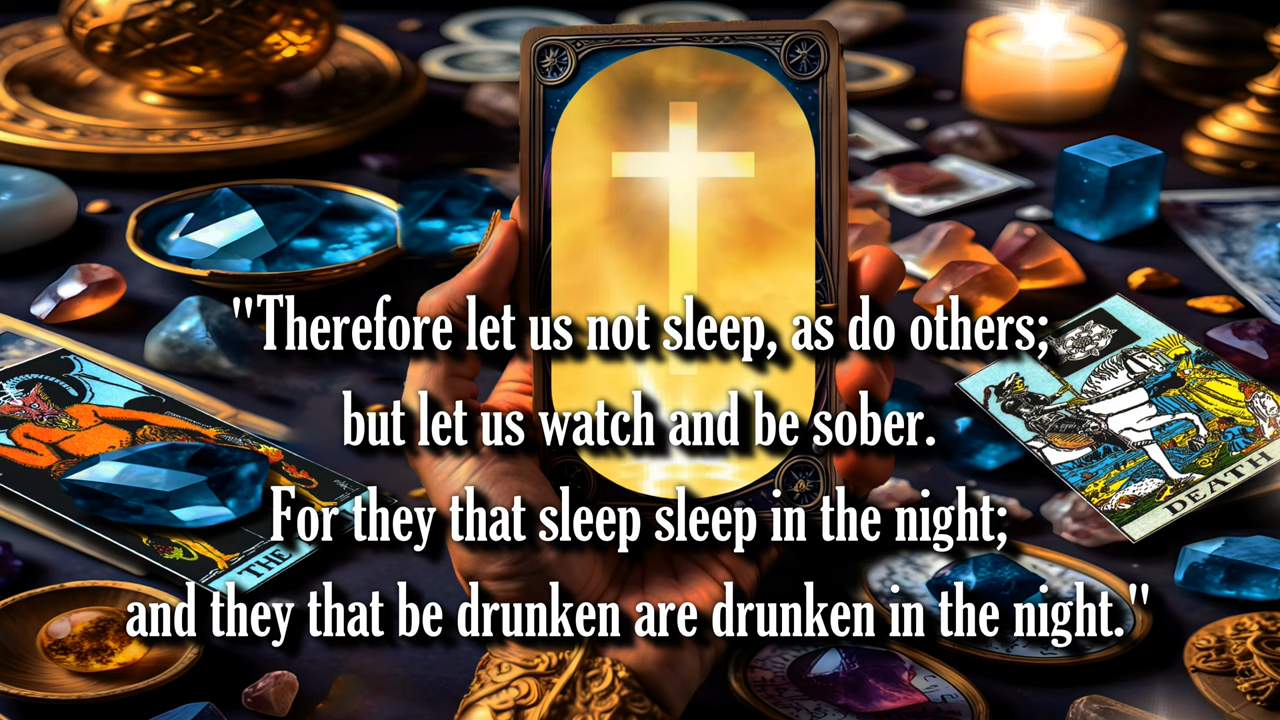 "Therefore let us not sleep, as do others;
but let us watch and be sober.
For they that sleep sleep in the night;
and they that be drunken are drunken in the night."
THE
DEATH